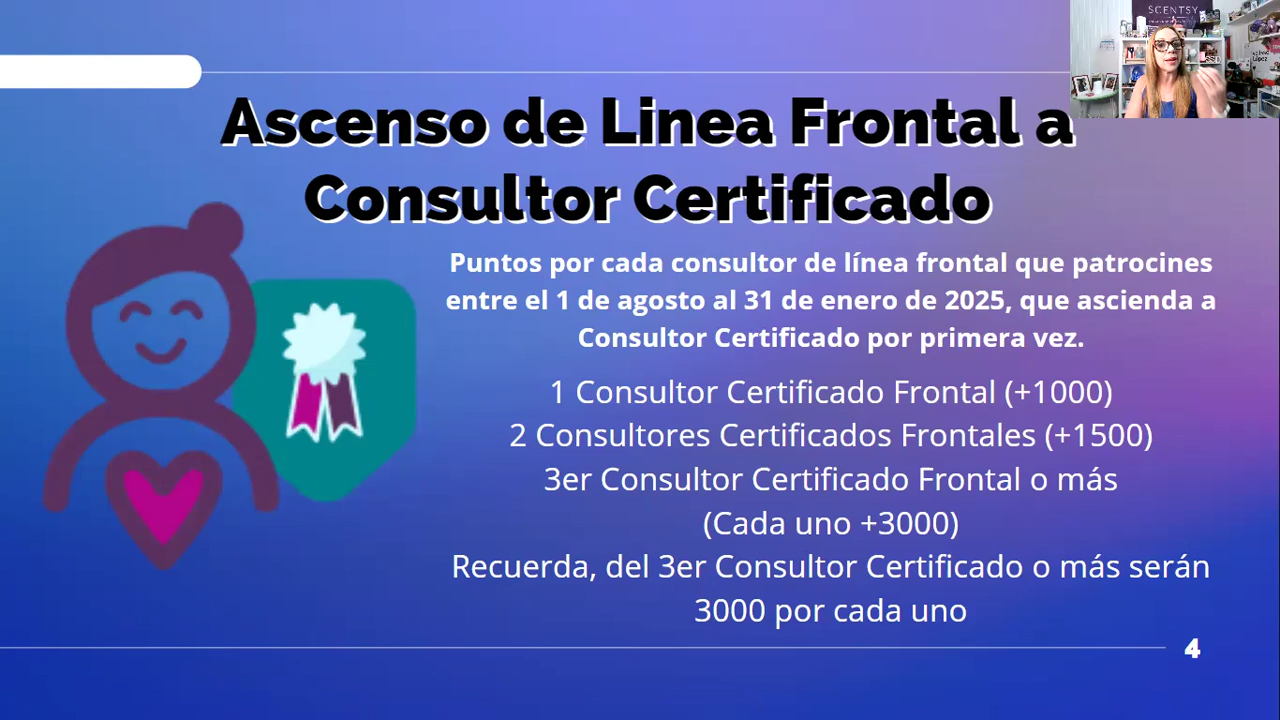 SCENTSY
Ascenso de Linea Frontal a
Consultor Certificado
Puntos por cada consultor de línea frontal que patrocines
entre el 1 de agosto al 31 de enero de 2025, que ascienda a
Consultor Certificado por primera vez.
1 Consultor Certificado Frontal (+1000)
2 Consultores Certificados Frontales (+1500)
3er Consultor Certificado Frontal o más
(Cada uno +3000)
Recuerda, del 3er Consultor Certificado o más serán
3000 por cada uno
4